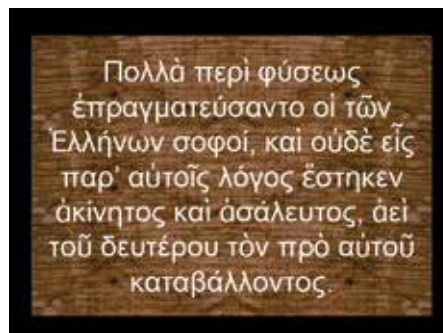 Πολλὰ περὶ φύσεως
ἐπραγματεύσαντο οἱ τῶν
Ἑλλήνων σοφοί, καὶ οὐδὲ εἷς
παρ' αὐτοῖς λόγος ἕστηκεν
ἀκίνητος καὶ ἀσάλευτος, ἀεὶ
τοῦ δευτέρου τὸν πρὸ αὐτοῦ
καταβάλλοντος.